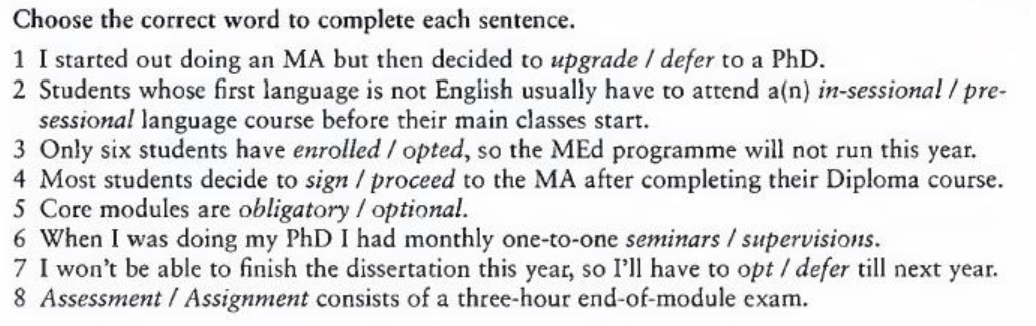 Choose the correct word to complete each sentence.
1 I started out doing an MA but then decided to upgrade / defer to a PhD.
2 Students whose first language is not English usually have to attend a(n) in-sessional / pre-
sessional language course before their main classes start.
3 Only six students have enrolled / opted, so the MEd programme will not run this year.
4 Most students decide to sign / proceed to the MA after completing their Diploma course.
5 Core modules are obligatory / optional.
6 When I was doing my PhD I had monthly one-to-one seminars / supervisions.
7 I won't be able to finish the dissertation this year, so I'll have to opt / defer till next year.
8 Assessment / Assignment consists of a three-hour end-of-module exam.